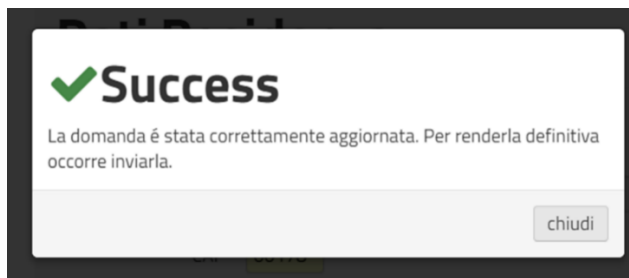 Success
La domanda é stata correttamente aggiornata. Per renderla definitiva
occorre inviarla.
chiudi